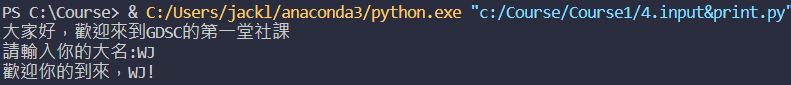 PS C:\Course> & C:/Users/jackl/anaconda3/python.exe "c:/Course/Course1/4.input&print.py"
大家好，歡迎來到GDSC的第一堂社課
請輸入你的大名:WJ
歡迎你的到來，WJ!